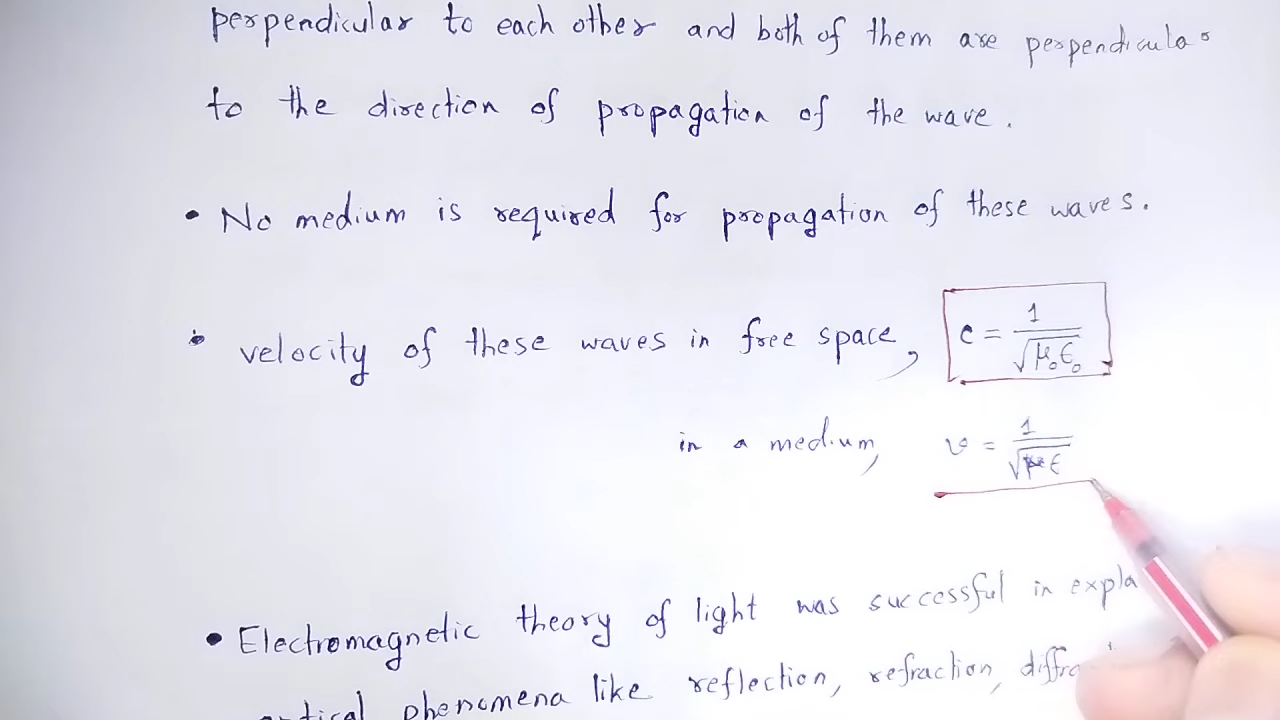 perpendicular to each other and both of them are perpendicular
to the direction of propagation of the wave.
• No medium is required for propagation of these waves.
• velocity of these waves in free space, c = 1/√μ₀ϵ₀
in a medium, v = 1/√μϵ
• Electromagnetic theory of light was successful in expla
optical phenomena like reflection, refraction, diffra